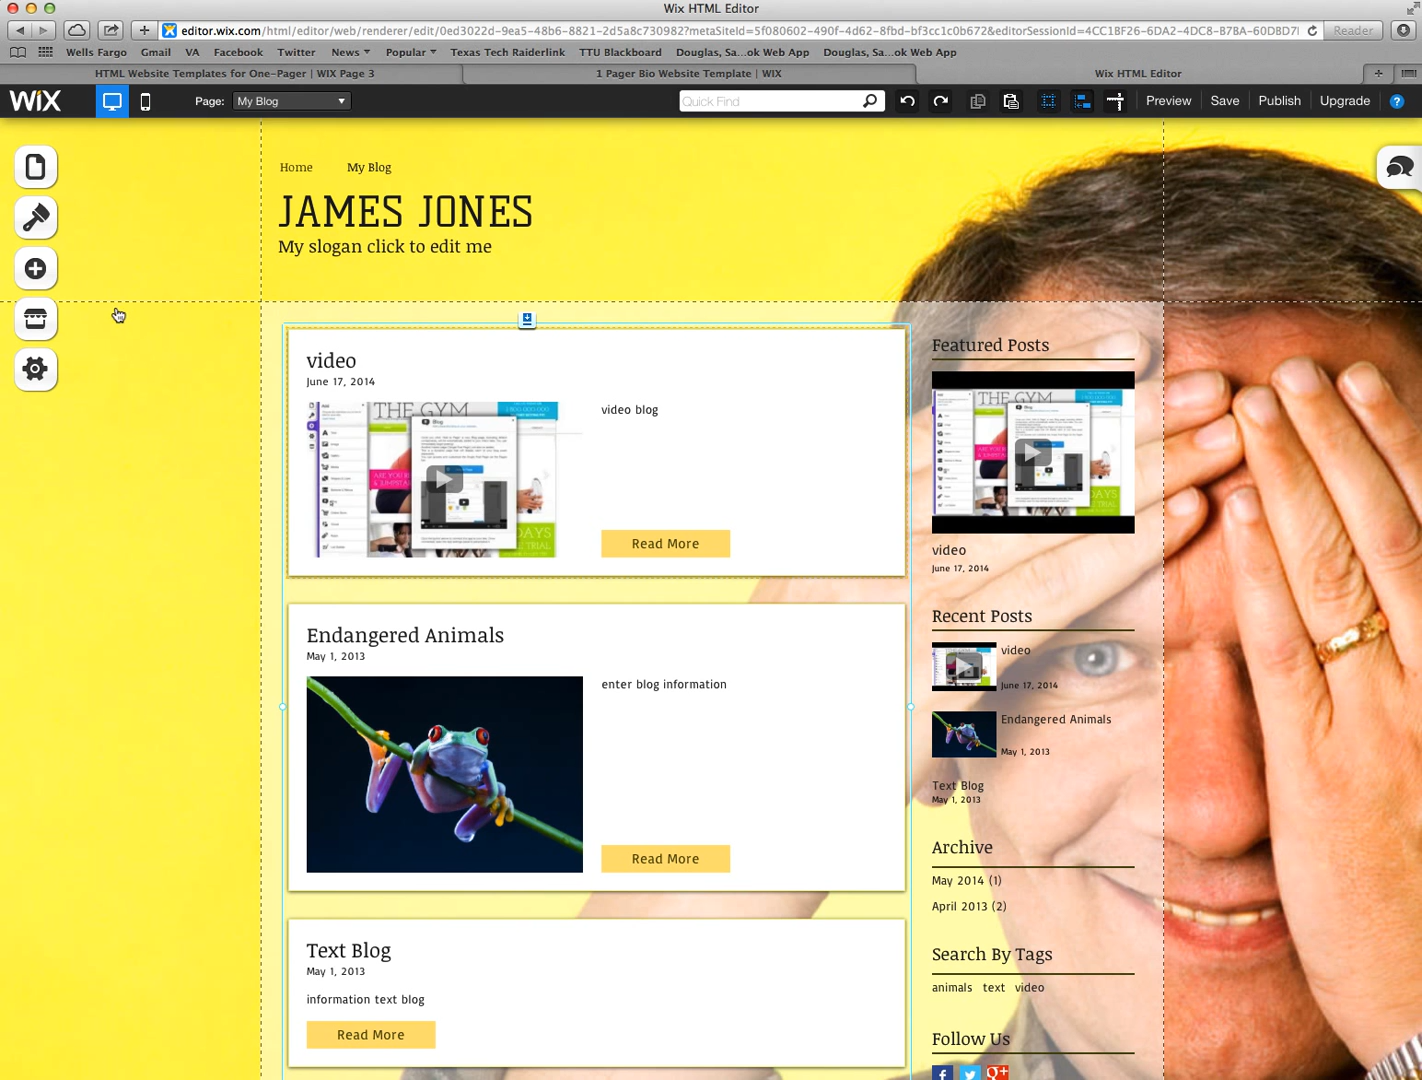 Wix HTML Editor
editor.wix.com/html/editor/web/renderer/edit/0ed3022d-9ea5-48b6-8821-2d5a8c730982?metaSiteId=5f080602-490f-4d62-8fbd-bf3cc1c0b672&editorSessionId=4CC1BF26-6DA2-4DC8-B7BA-60DBD7
Reader
Wells Fargo Gmail VA Facebook Twitter News Popular Texas Tech Raiderlink TTU Blackboard Douglas, Sa...ok Web App Douglas, Sa...ok Web App
HTML Website Templates for One-Pager | WIX Page 3
1 Pager Bio Website Template | WIX
Wix HTML Editor
WiX
Page: My Blog
Quick Find
Preview Save Publish Upgrade ?
Home My Blog
JAMES JONES
My slogan click to edit me
video
June 17, 2014
THE GYM
Blog
video blog
Read More
Endangered Animals
May 1, 2013
enter blog information
Read More
Text Blog
May 1, 2013
information text blog
Read More
Featured Posts
THE GYM
Blog
video
June 17, 2014
Recent Posts
video
June 17, 2014
Endangered Animals
May 1, 2013
Text Blog
May 1, 2013
Archive
May 2014 (1)
April 2013 (2)
Search By Tags
animals text video
Follow Us